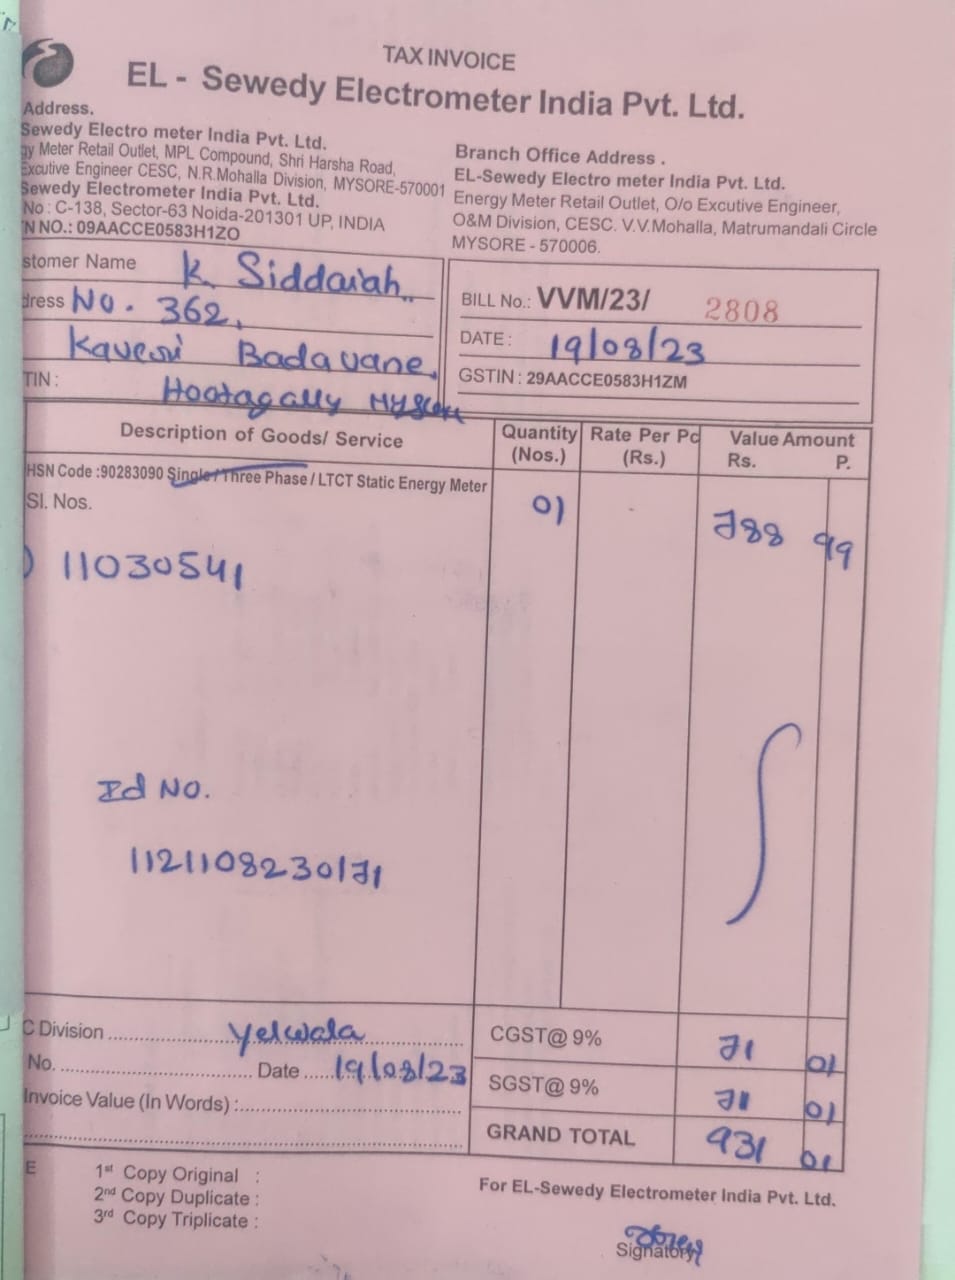 TAX INVOICE
EL - Sewedy Electrometer India Pvt. Ltd.
Address.
Sewedy Electro meter India Pvt. Ltd.
gy Meter Retail Outlet, MPL Compound, Shri Harsha Road,
Excutive Engineer CESC, N.R.Mohalla Division, MYSORE-570001
Sewedy Electrometer India Pvt. Ltd.
No : C-138, Sector-63 Noida-201301 UP, INDIA
N NO.: 09AACCE0583H1ZO
Branch Office Address .
EL-Sewedy Electro meter India Pvt. Ltd.
Energy Meter Retail Outlet, O/o Excutive Engineer,
O&M Division, CESC. V.V.Mohalla, Matrumandali Circle
MYSORE - 570006.
stomer Name K. Siddaiah
dress No. 362,
Kaveri Badavane,
TIN : Hootagally Mysore
BILL No.: VVM/23/ 2808
DATE : 19/08/23
GSTIN : 29AACCE0583H1ZM
Description of Goods/ Service Quantity (Nos.) Rate Per Pc (Rs.) Value Amount Rs. P.
HSN Code :90283090 Single / Three Phase / LTCT Static Energy Meter
Sl. Nos. 01 788 99
) 11030541
Id No.
1121108230171
C Division Yelwala
No. Date 19/08/23
Invoice Value (In Words) :
CGST@ 9% 71 01
SGST@ 9% 71 01
GRAND TOTAL 931 01
E 1st Copy Original :
2nd Copy Duplicate :
3rd Copy Triplicate :
For EL-Sewedy Electrometer India Pvt. Ltd.
Signatory